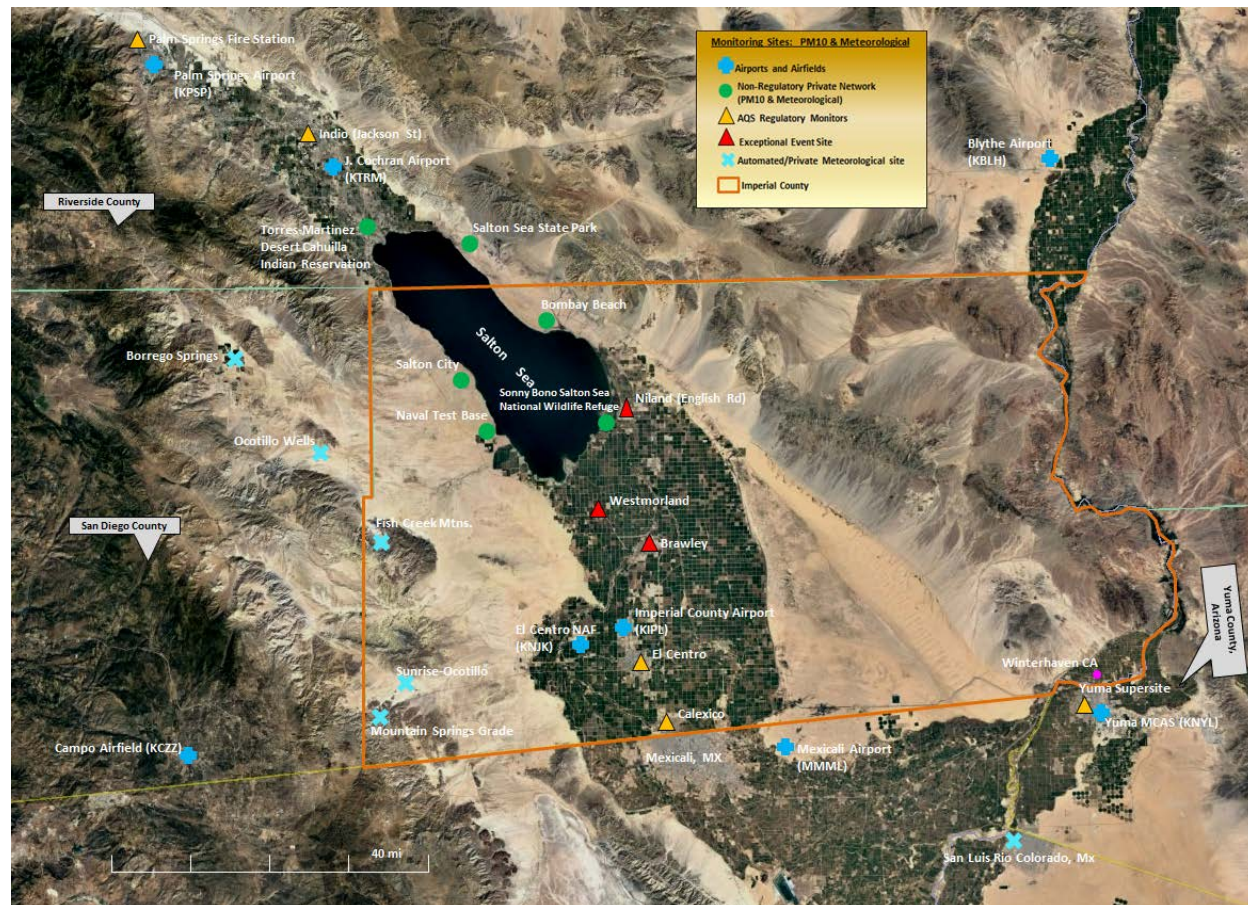 Palm Springs Fire Station
Palm Springs Airport
(KPSP)
Indio (Jackson St)
J. Cochran Airport
(KTRM)
Monitoring Sites: PM10 & Meteorological
Airports and Airfields
Non-Regulatory Private Network
(PM10 & Meteorological)
AQS Regulatory Monitors
Exceptional Event Site
Automated/Private Meteorological site
Imperial County
Blythe Airport
(KBLH)
Riverside County
Torres-Martinez
Desert Cahuilla
Indian Reservation
Salton Sea State Park
Bombay Beach
Salton Sea
Borrego Springs
Salton City
Sonny Bono Salton Sea
National Wildlife Refuge
Niland (English Rd)
Naval Test Base
Ocotillo Wells
Westmorland
San Diego County
Fish Creek Mtns.
Brawley
Imperial County Airport
(KIPL)
El Centro NAF
(KNJK)
El Centro
Yuma County,
Arizona
Sunrise-Ocotillo
Winterhaven CA
Yuma Supersite
Yuma MCAS (KNYL)
Calexico
Mountain Springs Grade
Campo Airfield (KCZZ)
Mexicali, MX
Mexicali Airport
(MMML)
40 mi
San Luis Rio Colorado, Mx